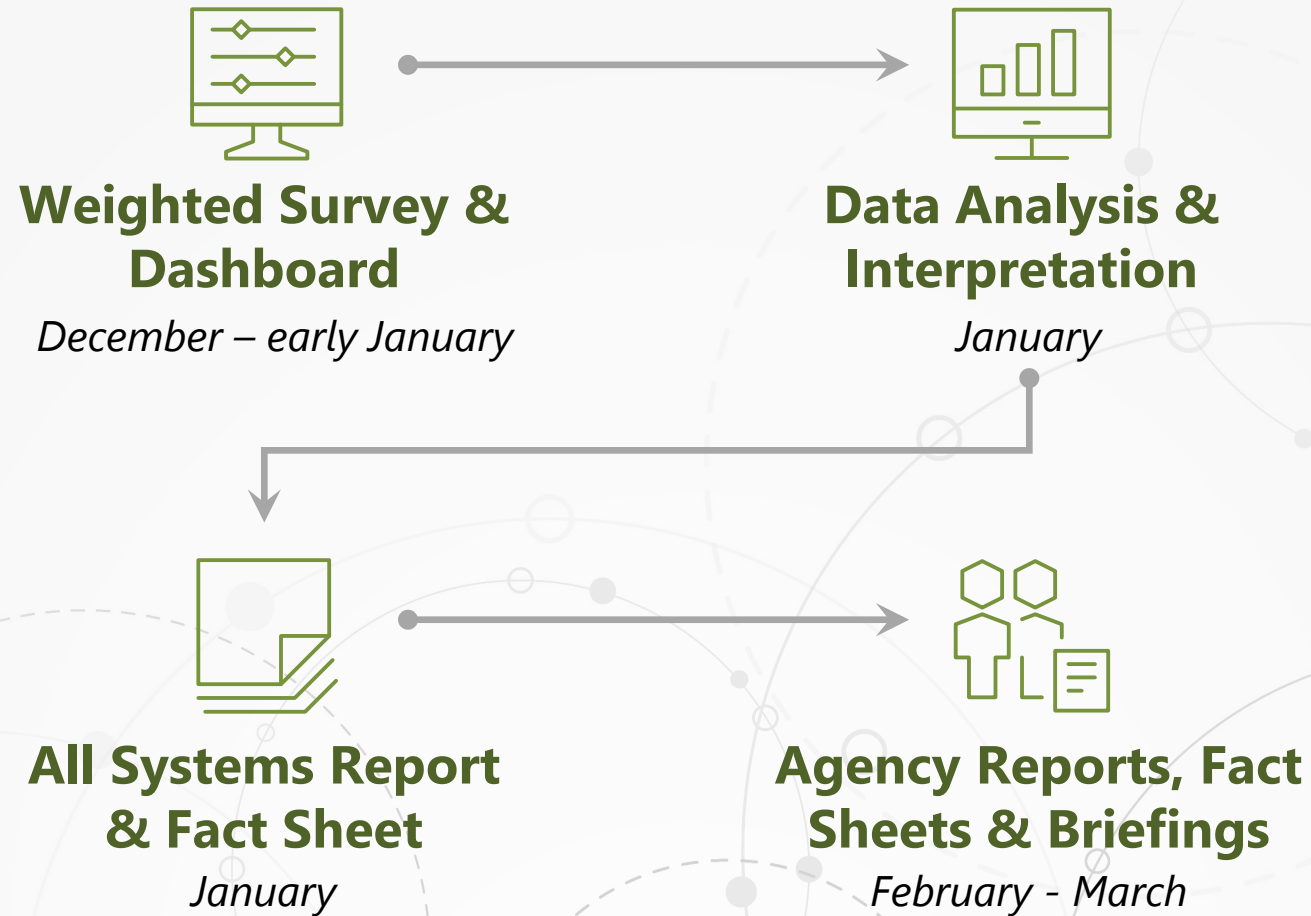 Weighted Survey &
Dashboard
December – early January
Data Analysis &
Interpretation
January
All Systems Report
& Fact Sheet
January
Agency Reports, Fact
Sheets & Briefings
February - March